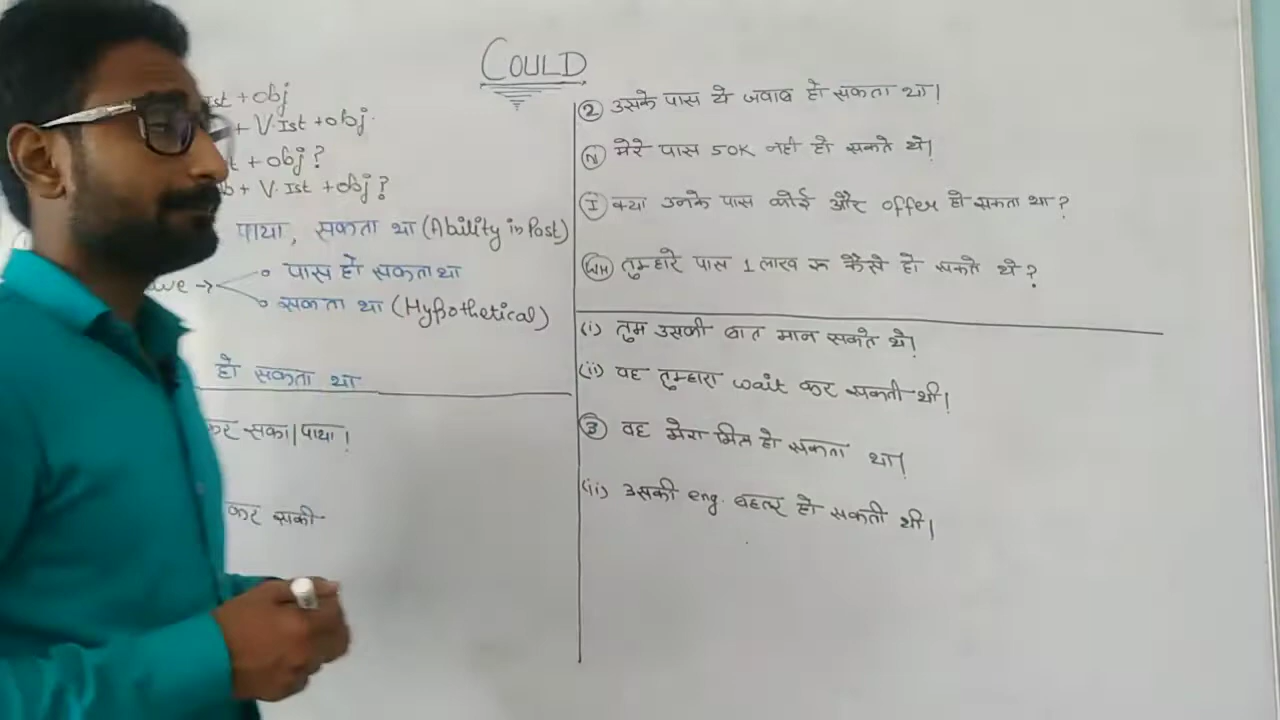 COULD
Ist + obj
+ V.Ist + obj.
t + obj?
b + V.Ist + obj?
पाया, सकता था (Ability in Past)
ve → ∘ पास हो सकता था
∘ सकता था (Hypothetical)
हो सकता था
कर सका|पाया|
कर सकी
(2) उसके पास ये जवाब हो सकता था|
(N) मेरे पास 50K नही हो सकते थे|
(I) क्या उनके पास कोई और offer हो सकता था?
(WH) तुम्हारे पास 1 लाख रू कैसे हो सकते थे?
(i) तुम उसकी बात मान सकते थे|
(ii) वह तुम्हारा wait कर सकती थी|
(3) वह मेरा मित्र हो सकता था|
(ii) उसकी eng. बहतर हो सकती थी|